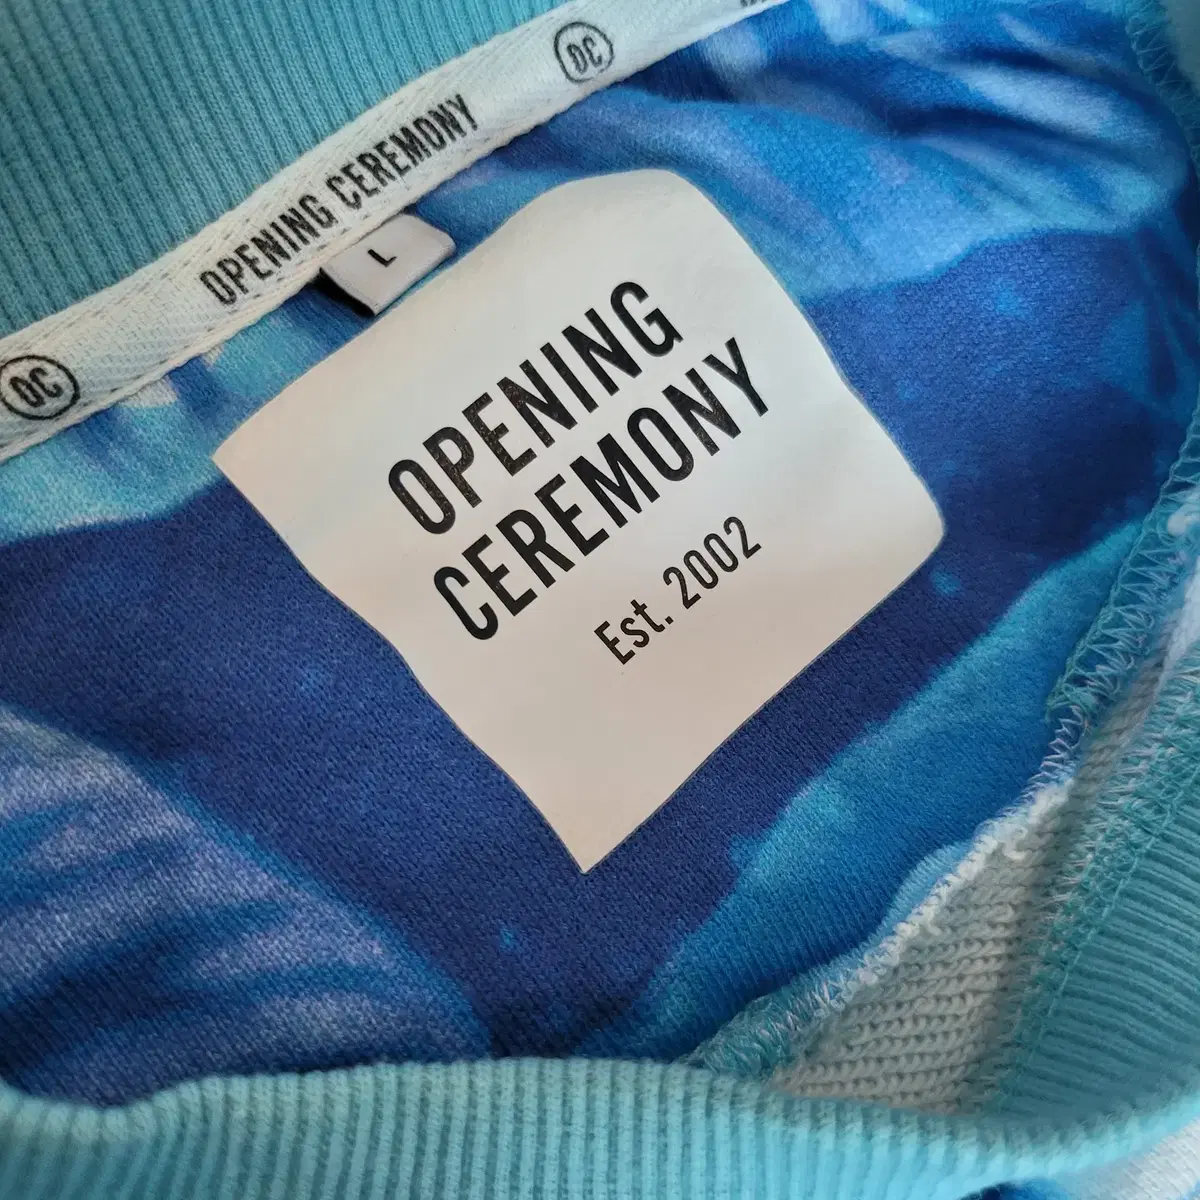 OC
OPENING CEREMONY
OC
L
OPENING
CEREMONY
Est. 2002